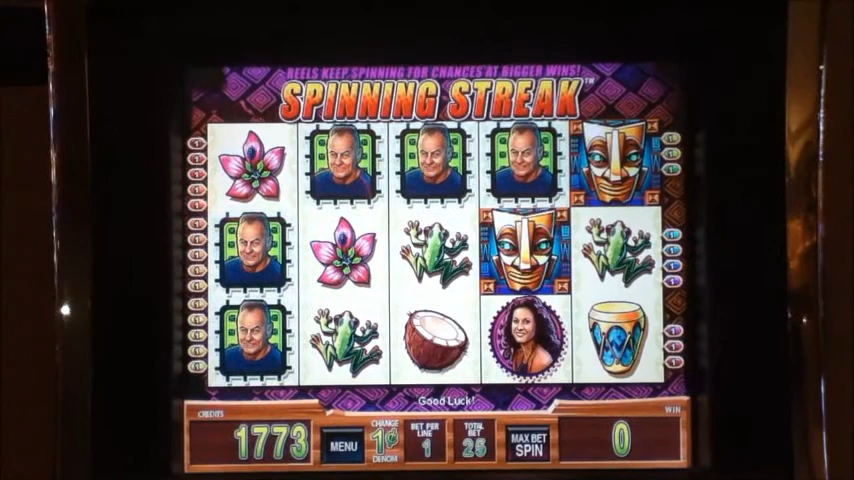 REELS KEEP SPINNING FOR CHANCES AT BIGGER WINS!
SPINNING STREAK™
Good Luck!
CREDITS
1773
MENU
CHANGE
1¢
DENOM
BET PER
LINE
1
TOTAL
BET
25
MAX BET
SPIN
WIN
0